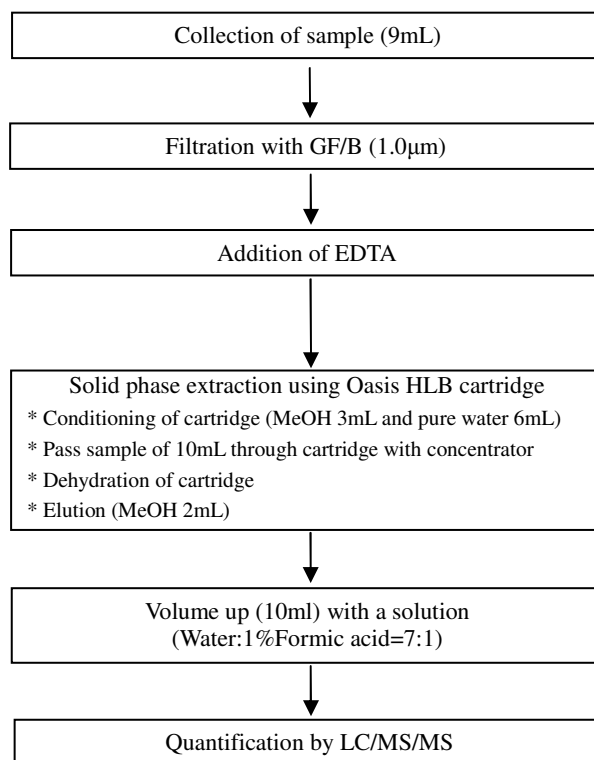 Collection of sample (9mL)
Filtration with GF/B (1.0μm)
Addition of EDTA
Solid phase extraction using Oasis HLB cartridge
* Conditioning of cartridge (MeOH 3mL and pure water 6mL)
* Pass sample of 10mL through cartridge with concentrator
* Dehydration of cartridge
* Elution (MeOH 2mL)
Volume up (10ml) with a solution
(Water:1%Formic acid=7:1)
Quantification by LC/MS/MS